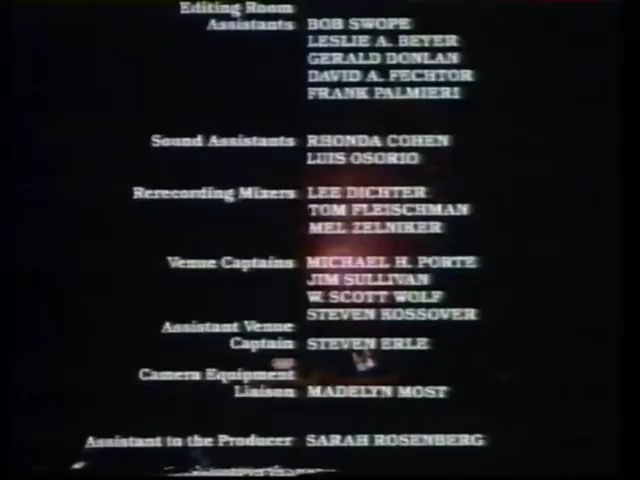 Editing Room
Assistants BOB SWOPE
LESLIE A. BEYER
GERALD DONLAN
DAVID A. FECHTOR
FRANK PALMIERI
Sound Assistants RHONDA COHEN
LUIS OSORIO
Rerecording Mixers LEE DICHTER
TOM FLEISCHMAN
MEL ZELNIKER
Venue Captains MICHAEL H. PORTE
JIM SULLIVAN
W. SCOTT WOLF
STEVEN KOSSOVER
Assistant Venue
Captain STEVEN ERLE
Camera Equipment
Liaison MADELYN MOST
Assistant to the Producer SARAH ROSENBERG